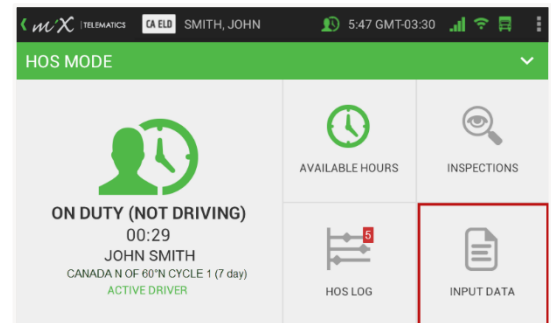 mix TELEMATICS CA ELD SMITH, JOHN 5:47 GMT-03:30
HOS MODE
ON DUTY (NOT DRIVING)
00:29
JOHN SMITH
CANADA N OF 60°N CYCLE 1 (7 day)
ACTIVE DRIVER
AVAILABLE HOURS
INSPECTIONS
5
HOS LOG
INPUT DATA